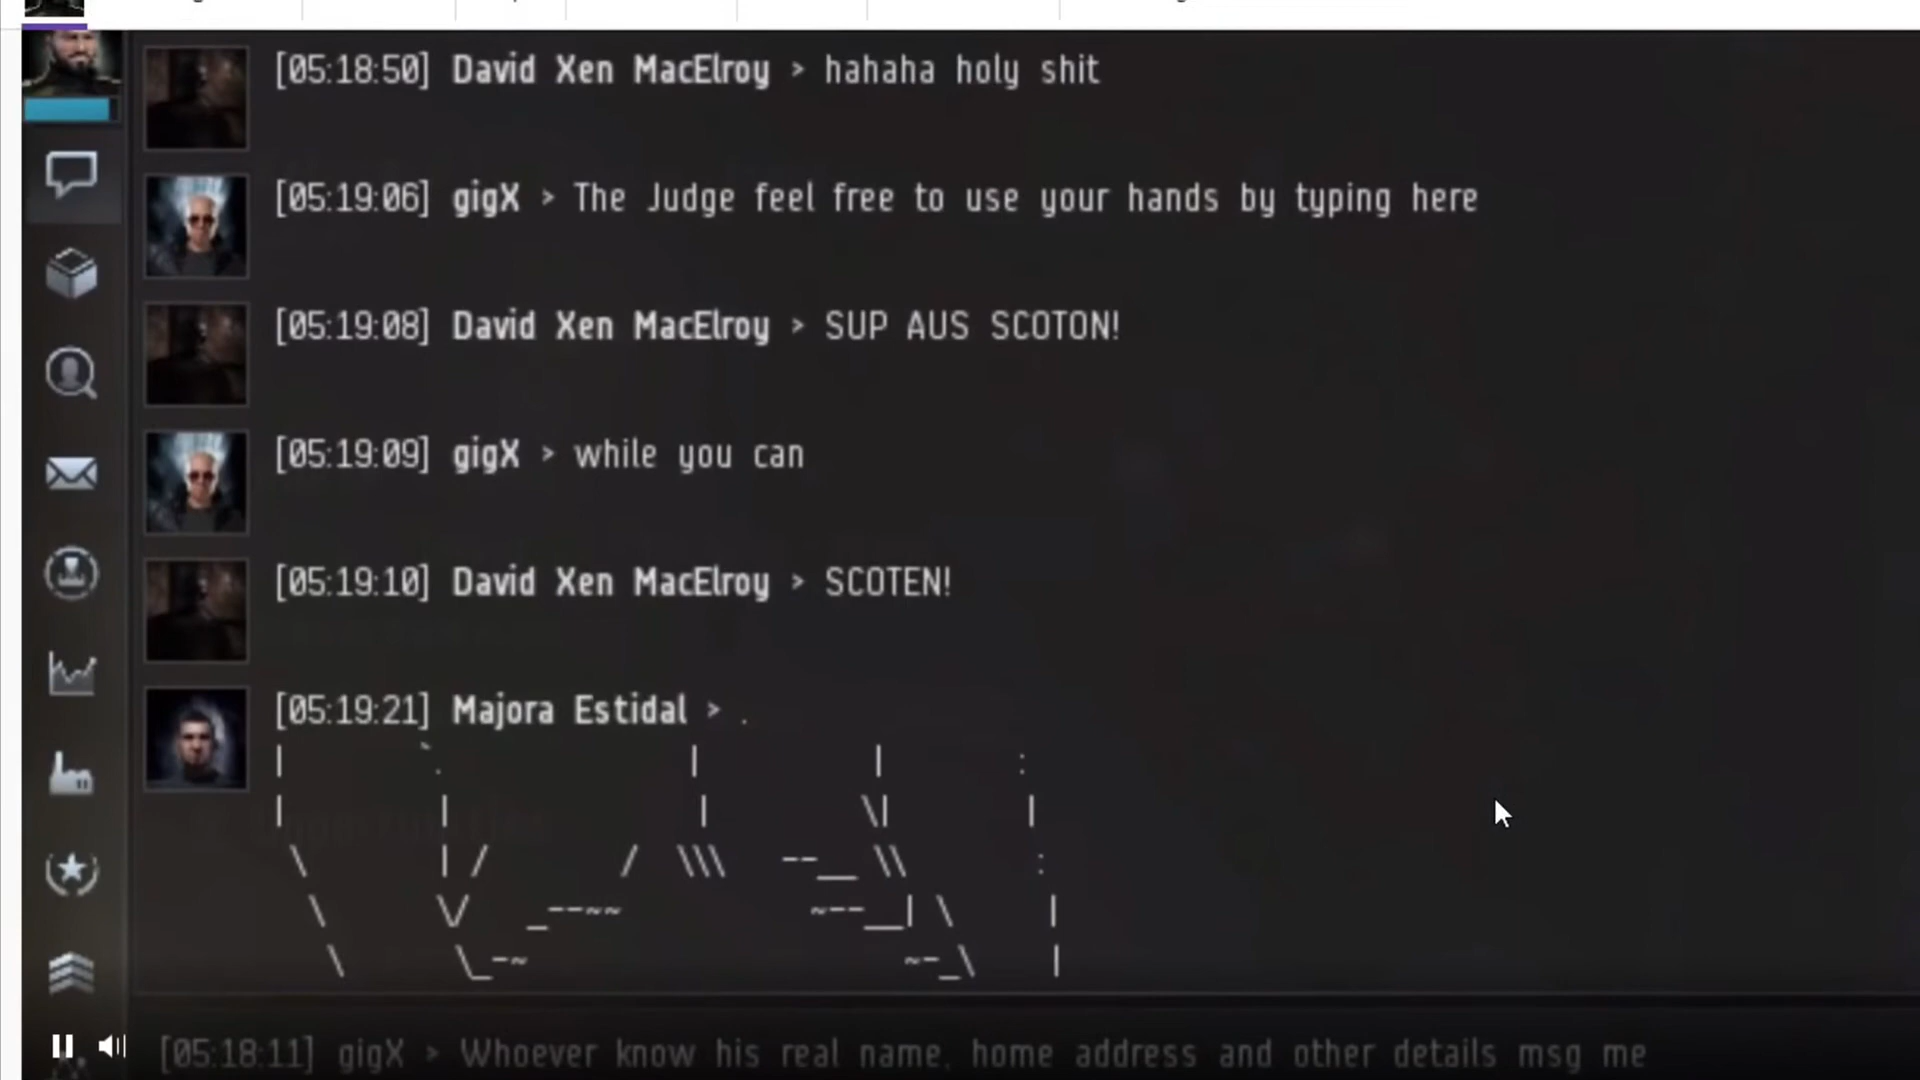 [05:18:50] David Xen MacElroy > hahaha holy shit
[05:19:06] gigX > The Judge feel free to use your hands by typing here
[05:19:08] David Xen MacElroy > SUP AUS SCOTON!
[05:19:09] gigX > while you can
[05:19:10] David Xen MacElroy > SCOTEN!
[05:19:21] Majora Estidal > .
[05:18:11] gigX > Whoever know his real name, home address and other details msg me